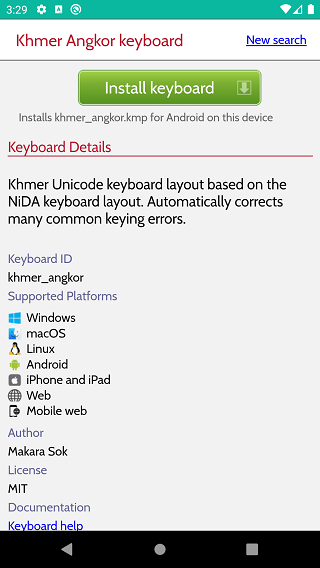 3:29
Khmer Angkor keyboard
New search
Install keyboard
Installs khmer_angkor.kmp for Android on this device
Keyboard Details
Khmer Unicode keyboard layout based on the
NiDA keyboard layout. Automatically corrects
many common keying errors.
Keyboard ID
khmer_angkor
Supported Platforms
Windows
macOS
Linux
Android
iPhone and iPad
Web
Mobile web
Author
Makara Sok
License
MIT
Documentation
Keyboard help